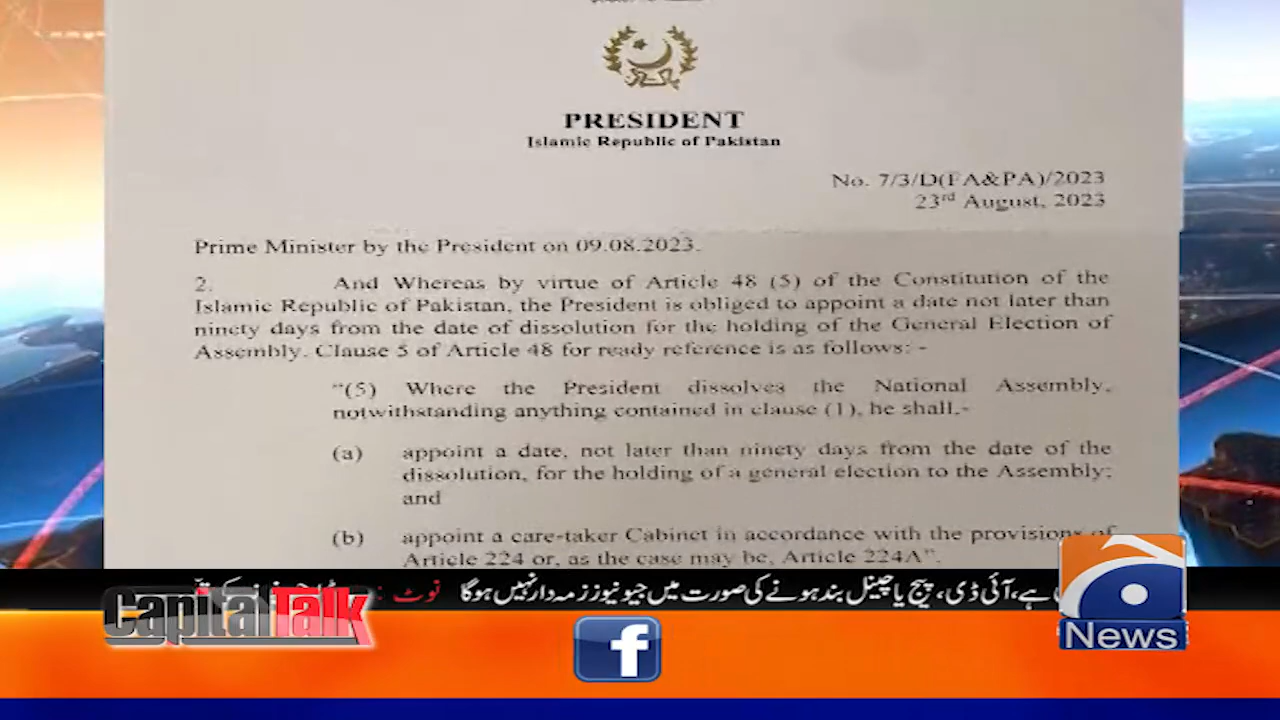 PRESIDENT
Islamic Republic of Pakistan
No. 7/3/D(FA&PA)/2023
23rd August, 2023
Prime Minister by the President on 09.08.2023.
2. And Whereas by virtue of Article 48 (5) of the Constitution of the
Islamic Republic of Pakistan, the President is obliged to appoint a date not later than
ninety days from the date of dissolution for the holding of the General Election of
Assembly. Clause 5 of Article 48 for ready reference is as follows: -
"(5) Where the President dissolves the National Assembly,
notwithstanding anything contained in clause (1), he shall,-
(a) appoint a date, not later than ninety days from the date of the
dissolution, for the holding of a general election to the Assembly;
and
(b) appoint a care-taker Cabinet in accordance with the provisions of
Article 224 or, as the case may be, Article 224A".
ہے، آئی ڈی، پیج یا چینل بند ہونے کی صورت میں جیو نیوز ذمہ دار نہیں ہوگا نوٹ :
Capital Talk
f
News